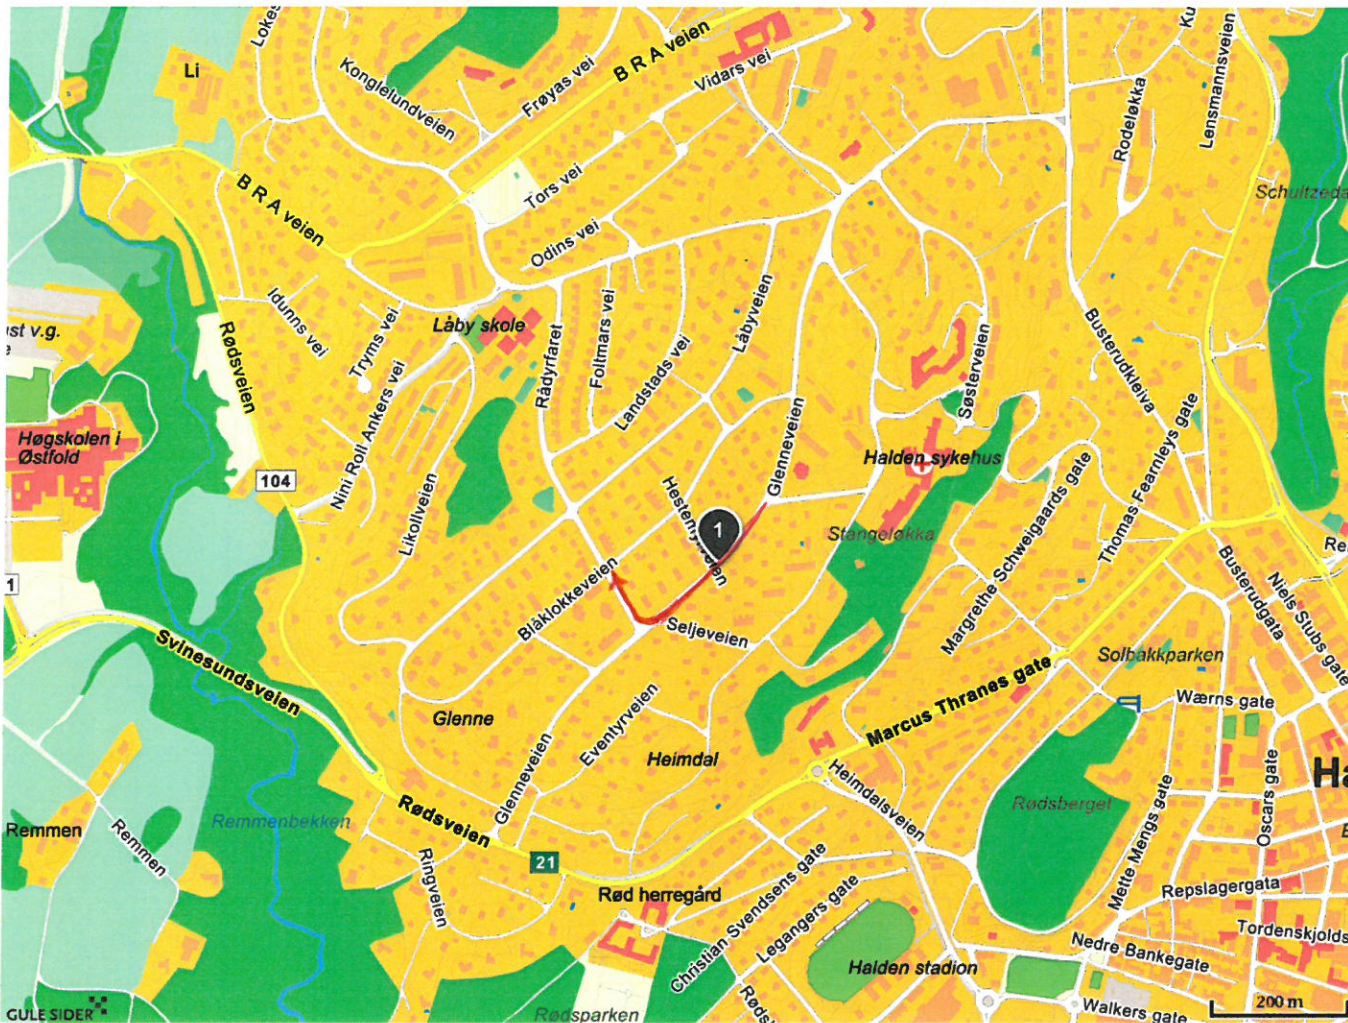 Li
Konglelundveien
Frøyas vei
B R A veien
Vidars vei
Rodeløkka
Lensmannsveien
B R A veien
Tors vei
Odins vei
Idunns vei
Tryms vei
Låby skole
Rådyrfaret
Foltmars vei
Landstads vei
Låbyveien
Glenneveien
Søsterveien
Busterudkleiva
Rødsveien
Høgskolen i
Østfold
104
Nini Roll Ankers vei
Likollveien
Halden sykehus
Stangeløkka
Margrethe Schweigaards gate
Thomas Fearnleys gate
1
1
Blåklokkeveien
Seljeveien
Busterudgata
Niels Stubs gate
Svinesundsveien
Solbakkparken
Wærns gate
Glenne
Eventyrveien
Heimdal
Marcus Thranes gate
Glenneveien
Heimdalsveien
Rødsberget
Mette Mengs gate
Oscars gate
Remmen
Remmen
Remmenbekken
Rødsveien
21
Ringveien
Rød herregård
Christian Svendsens gate
Legangers gate
Repslagergata
Tordenskjolds
Nedre Bankegate
Halden stadion
Walkers gate
Rødsparken
GULE SIDER
200 m